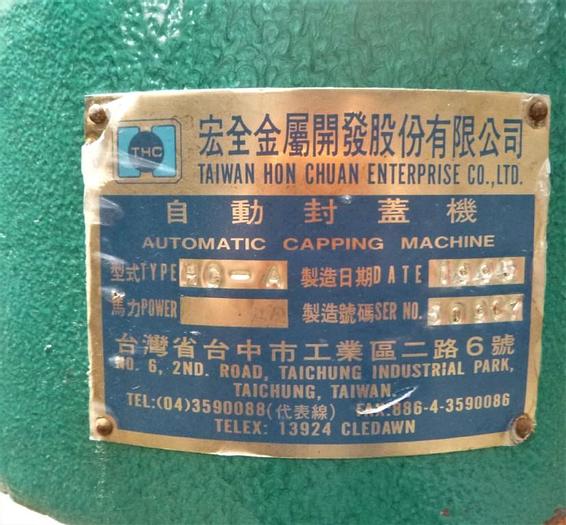 THC
宏全金屬開發股份有限公司
TAIWAN HON CHUAN ENTERPRISE CO.,LTD.
自動封蓋機
AUTOMATIC CAPPING MACHINE
型式TYPE HQ-A 製造日期DATE
馬力POWER 製造號碼SER NO.
台灣省台中市工業區二路6號
NO. 6, 2ND. ROAD, TAICHUNG INDUSTRIAL PARK,
TAICHUNG, TAIWAN.
TEL:(04)3590088(代表線) FAX:886-4-3590086
TELEX: 13924 CLEDAWN